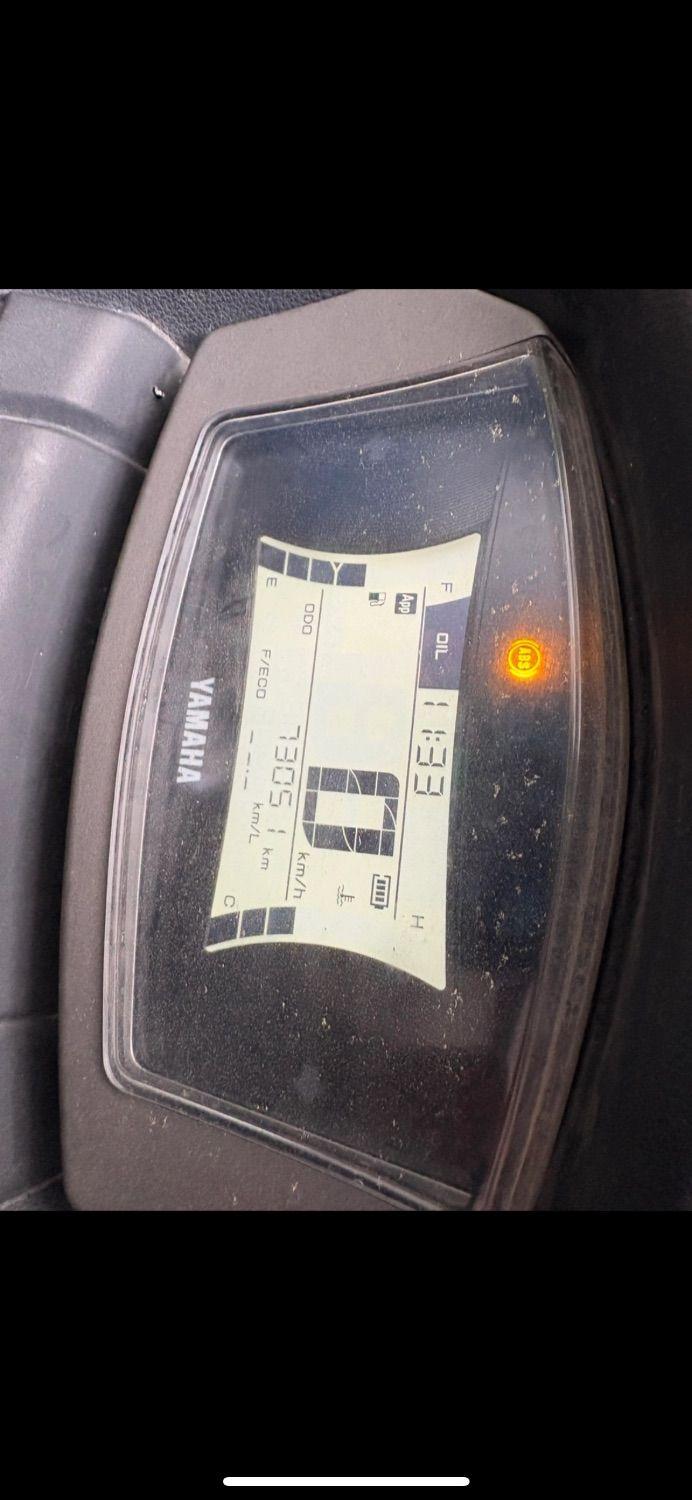 ABS
F OIL 11:33 H
App
0 km/h
ODO 73051 km
E C
F/ECO --.- km/L
YAMAHA